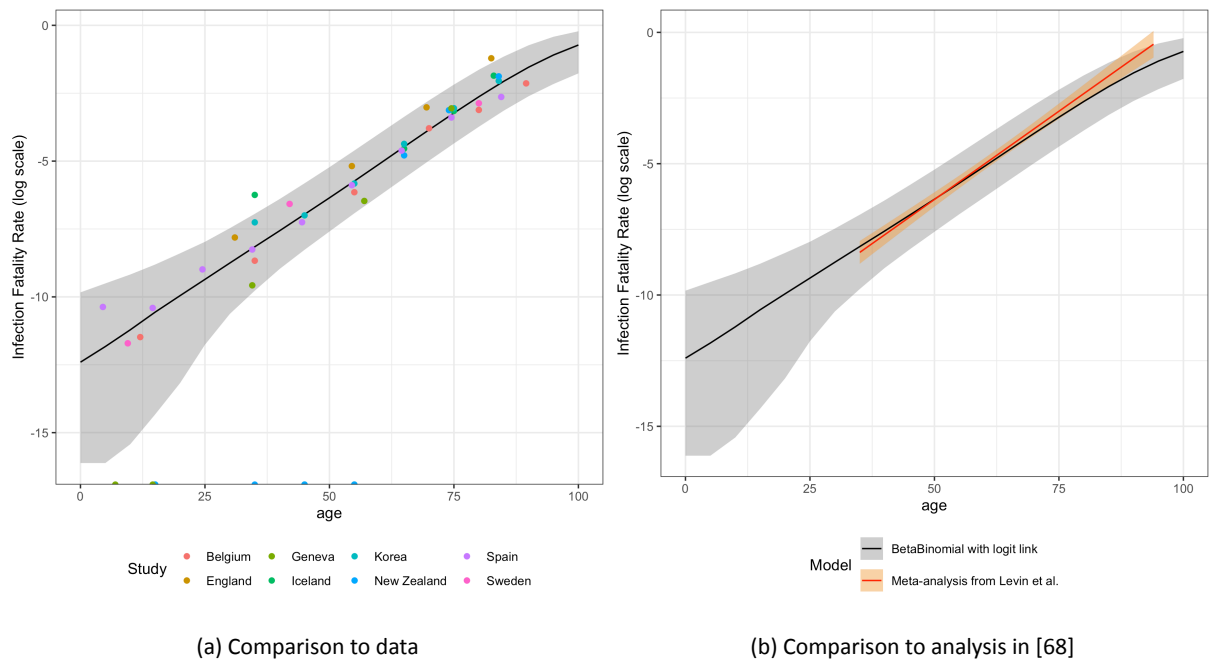 0
-5
-10
-15
Infection Fatality Rate (log scale)
0
25
50
75
100
age
Study
Belgium
Geneva
Korea
Spain
England
Iceland
New Zealand
Sweden
(a) Comparison to data
0
-5
-10
-15
Infection Fatality Rate (log scale)
0
25
50
75
100
age
Model
BetaBinomial with logit link
Meta-analysis from Levin et al.
(b) Comparison to analysis in [68]